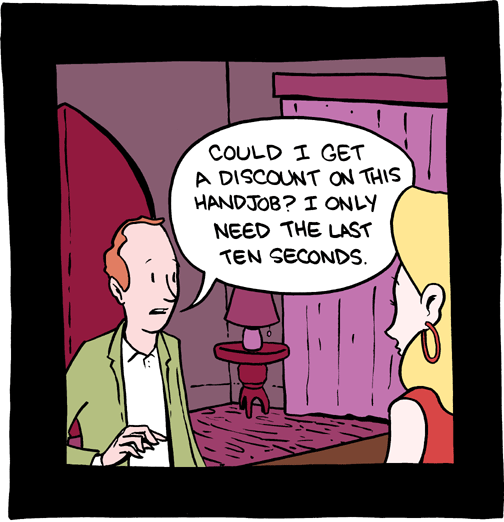 COULD I GET
A DISCOUNT ON THIS
HANDJOB? I ONLY
NEED THE LAST
TEN SECONDS.